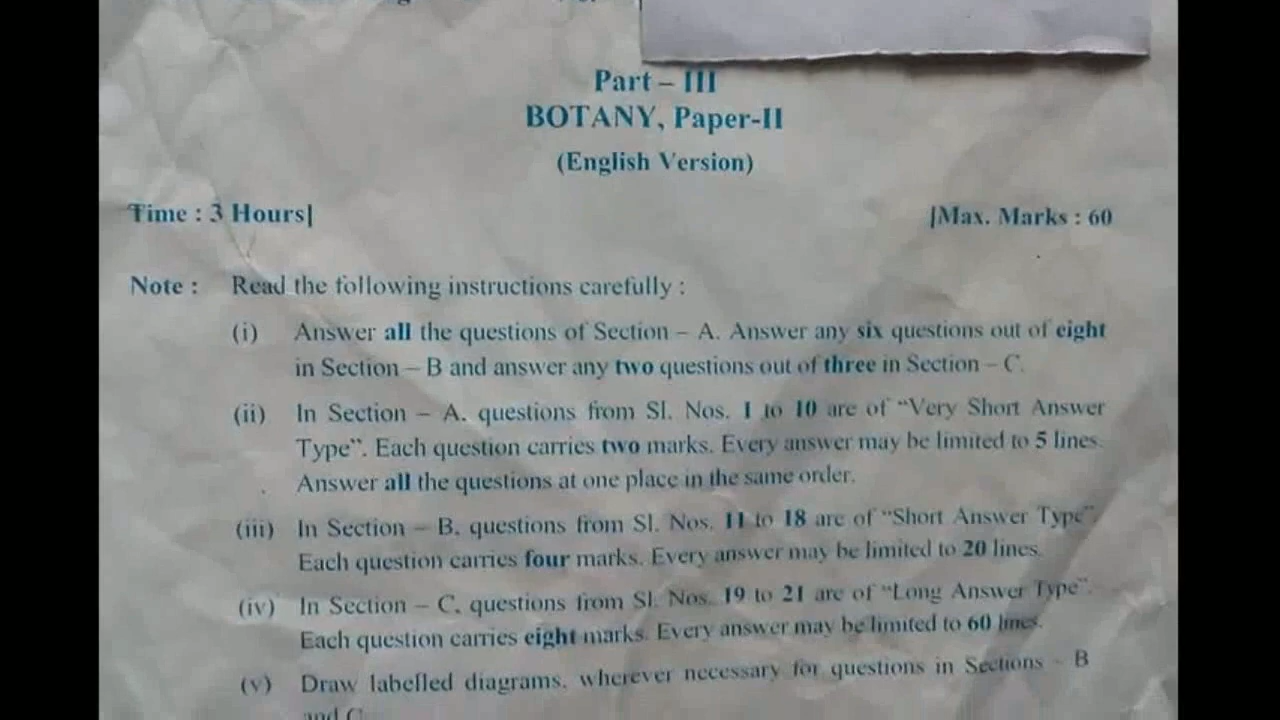 Part – III
BOTANY, Paper-II
(English Version)
Time : 3 Hours] [Max. Marks : 60
Note : Read the following instructions carefully :
(i) Answer all the questions of Section – A. Answer any six questions out of eight
in Section – B and answer any two questions out of three in Section – C.
(ii) In Section – A, questions from Sl. Nos. 1 to 10 are of “Very Short Answer
Type”. Each question carries two marks. Every answer may be limited to 5 lines.
Answer all the questions at one place in the same order.
(iii) In Section – B, questions from Sl. Nos. 11 to 18 are of “Short Answer Type”.
Each question carries four marks. Every answer may be limited to 20 lines.
(iv) In Section – C, questions from Sl. Nos. 19 to 21 are of “Long Answer Type”.
Each question carries eight marks. Every answer may be limited to 60 lines.
(v) Draw labelled diagrams, wherever necessary for questions in Sections – B
and C